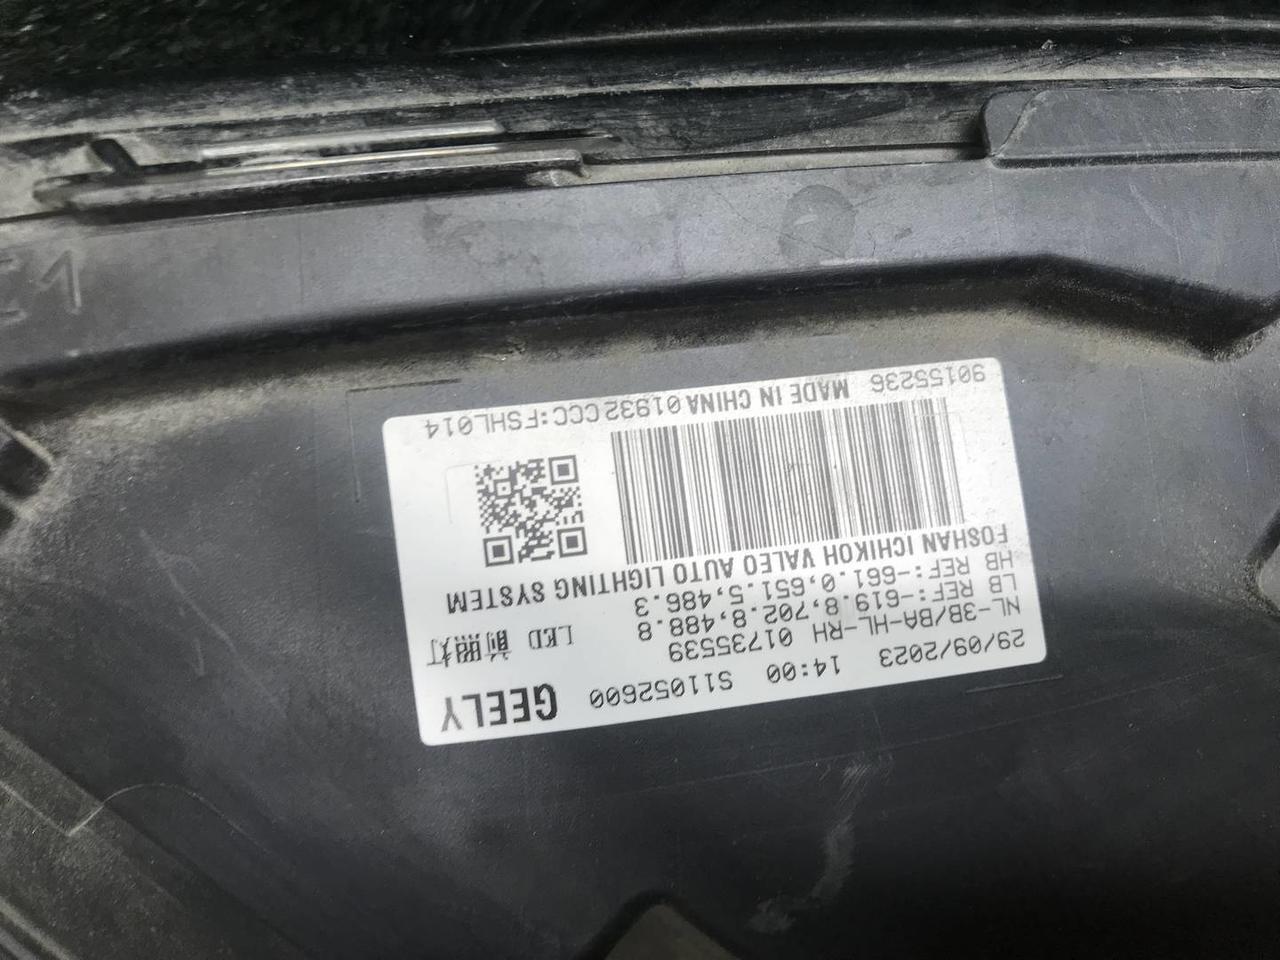 29/09/2023 14:00 S11052600 GEELY
NL-3B/BA-HL-RH 01735539
LB REF:-619.8,702.8,488.8 LED 前照灯
HB REF:-661.0,651.5,486.3
FOSHAN ICHIKOH VALEO AUTO LIGHTING SYSTEM
90155236 MADE IN CHINA 01932 CCC:FSHL014